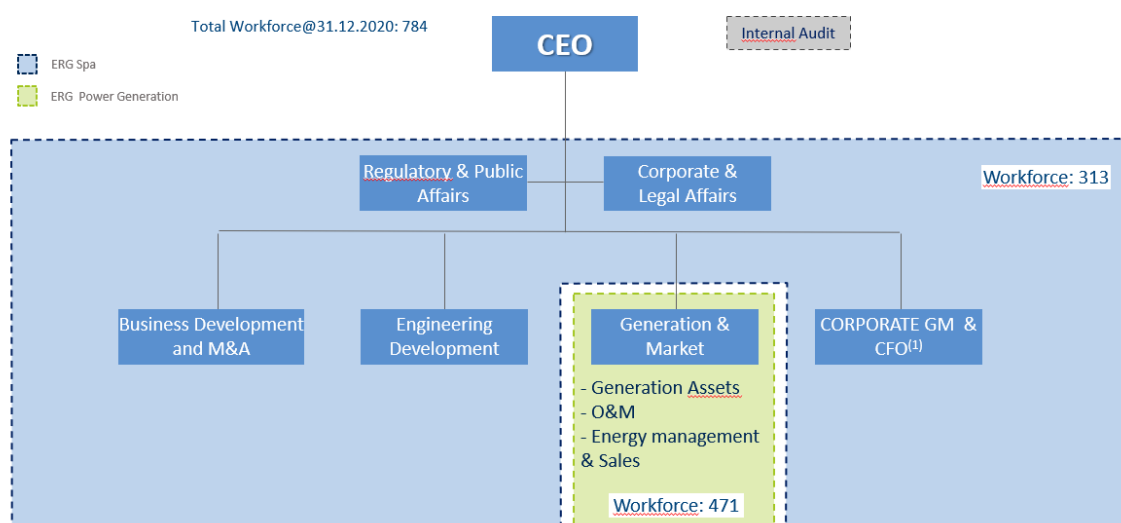 Total Workforce@31.12.2020: 784
CEO
Internal Audit
ERG Spa
ERG Power Generation
Regulatory & Public
Affairs
Corporate &
Legal Affairs
Workforce: 313
Business Development
and M&A
Engineering
Development
Generation &
Market
CORPORATE GM & 
CFO(1)
- Generation Assets
- O&M
- Energy management
& Sales
Workforce: 471